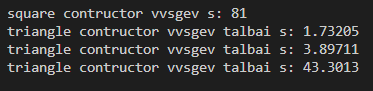 square contructor vvsgev s: 81
triangle contructor vvsgev talbai s: 1.73205
triangle contructor vvsgev talbai s: 3.89711
triangle contructor vvsgev talbai s: 43.3013